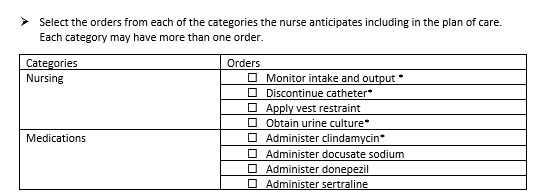 ➤ Select the orders from each of the categories the nurse anticipates including in the plan of care.
Each category may have more than one order.
Categories Orders
Nursing ☐ Monitor intake and output *
☐ Discontinue catheter*
☐ Apply vest restraint
☐ Obtain urine culture*
Medications ☐ Administer clindamycin*
☐ Administer docusate sodium
☐ Administer donepezil
☐ Administer sertraline